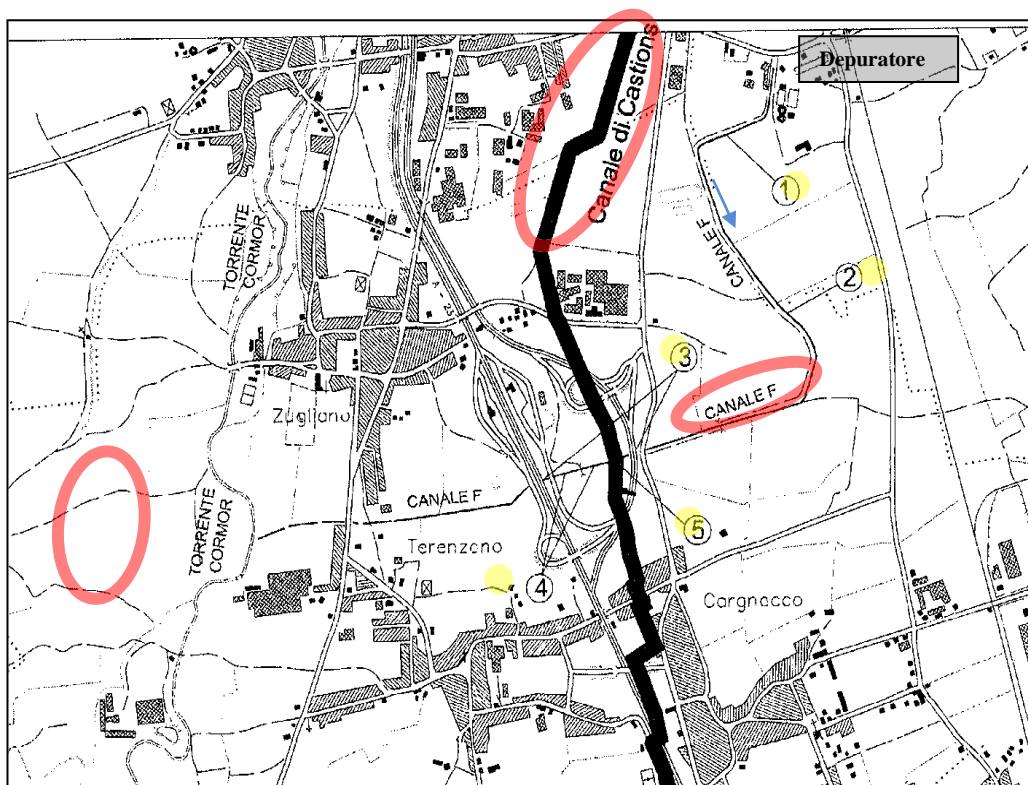 Depuratore
Canale di Castions
1
TORRENTE
CORMOR
CANALE F
2
3
CANALE F
Zugliano
CANALE F
TORRENTE
CORMOR
5
Terenzano
4
Cargnacco